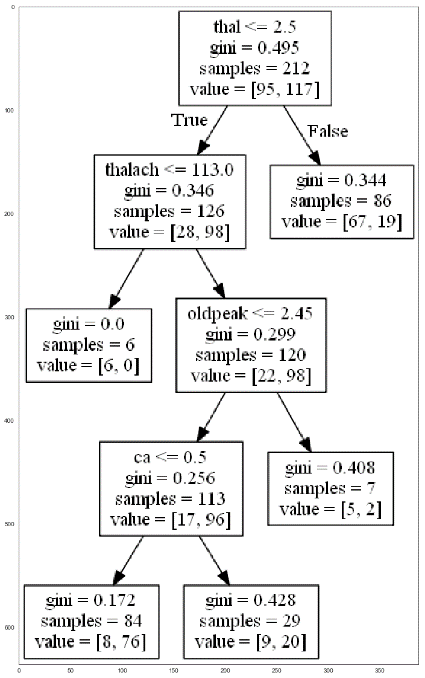 0
thal <= 2.5
gini = 0.495
samples = 212
value = [95, 117]
100
True
False
thalach <= 113.0
gini = 0.346
samples = 126
value = [28, 98]
gini = 0.344
samples = 86
value = [67, 19]
200
300
gini = 0.0
samples = 6
value = [6, 0]
oldpeak <= 2.45
gini = 0.299
samples = 120
value = [22, 98]
400
ca <= 0.5
gini = 0.256
samples = 113
value = [17, 96]
gini = 0.408
samples = 7
value = [5, 2]
500
gini = 0.172
samples = 84
value = [8, 76]
gini = 0.428
samples = 29
value = [9, 20]
600
0 50 100 150 200 250 300 350